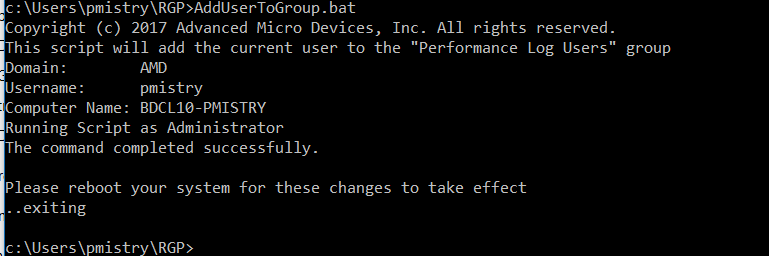 c:\Users\pmistry\RGP>AddUserToGroup.bat
Copyright (c) 2017 Advanced Micro Devices, Inc. All rights reserved.
This script will add the current user to the "Performance Log Users" group
Domain:        AMD
Username:      pmistry
Computer Name: BDCL10-PMISTRY
Running Script as Administrator
The command completed successfully.

Please reboot your system for these changes to take effect
..exiting

c:\Users\pmistry\RGP>